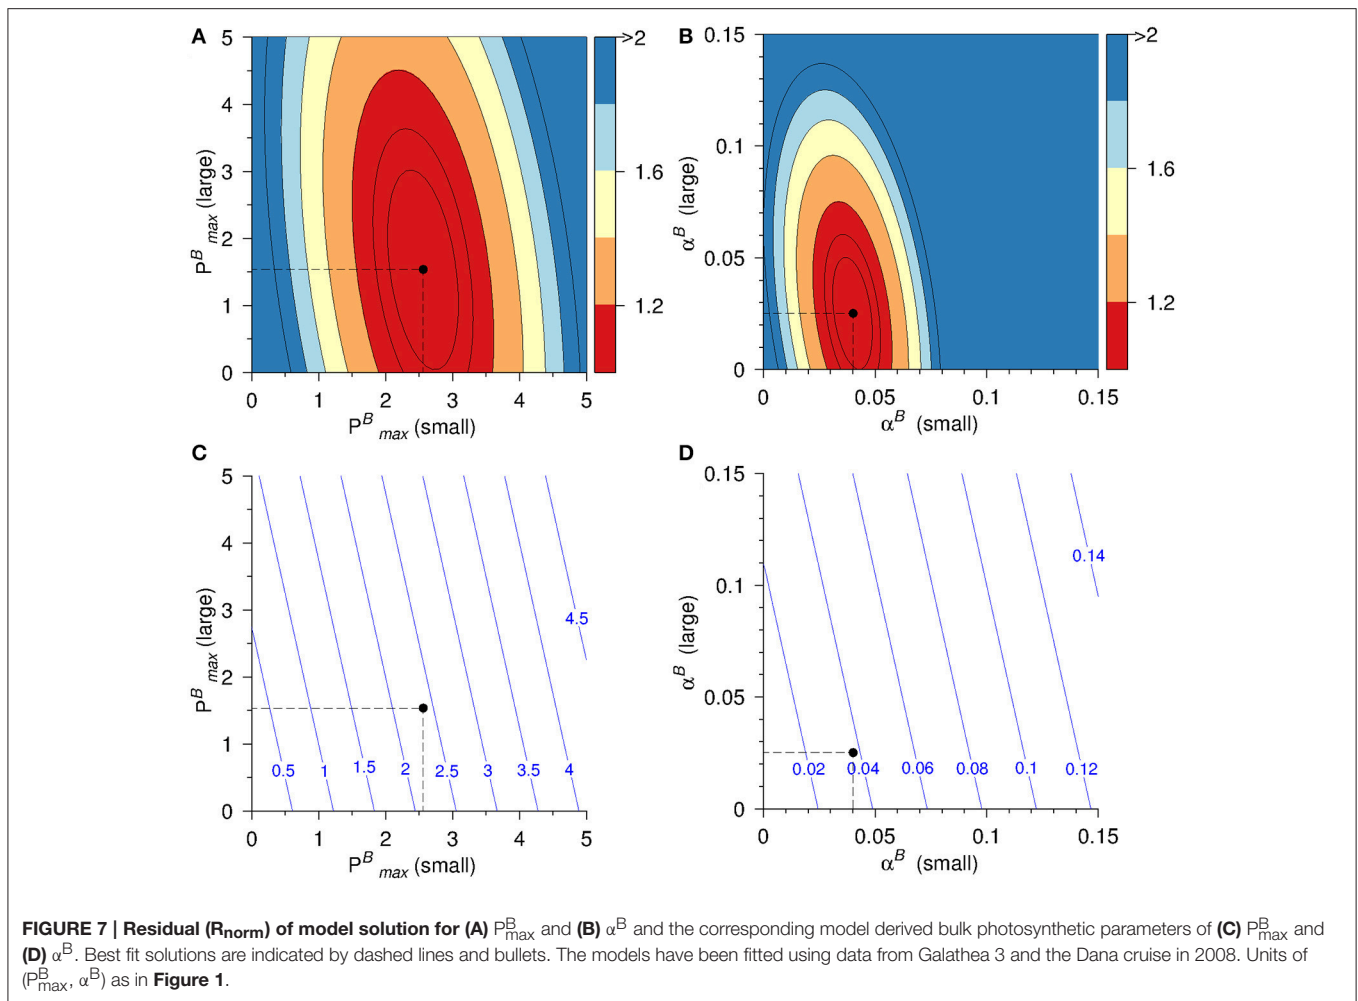 A
5
4
3
2
1
0
P^B_max (large)
0 1 2 3 4 5
P^B_max (small)
>2
1.6
1.2
B
0.15
0.1
0.05
0
α^B (large)
0 0.05 0.1 0.15
α^B (small)
>2
1.6
1.2
C
5
4
3
2
1
0
P^B_max (large)
4.5
0.5 1 1.5 2 2.5 3 3.5 4
0 1 2 3 4 5
P^B_max (small)
D
0.15
0.1
0.05
0
α^B (large)
0.14
0.02 0.04 0.06 0.08 0.1 0.12
0 0.05 0.1 0.15
α^B (small)
FIGURE 7 | Residual (Rnorm) of model solution for (A) P^B_max and (B) α^B and the corresponding model derived bulk photosynthetic parameters of (C) P^B_max and
(D) α^B. Best fit solutions are indicated by dashed lines and bullets. The models have been fitted using data from Galathea 3 and the Dana cruise in 2008. Units of
(P^B_max, α^B) as in Figure 1.